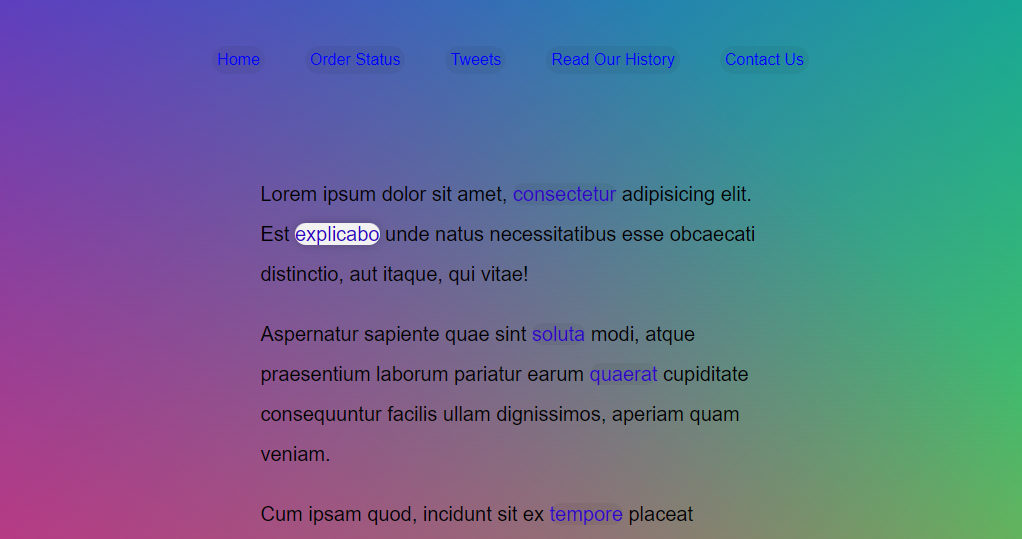 Home Order Status Tweets Read Our History Contact Us
Lorem ipsum dolor sit amet, consectetur adipisicing elit.
Est explicabo unde natus necessitatibus esse obcaecati
distinctio, aut itaque, qui vitae!
Aspernatur sapiente quae sint soluta modi, atque
praesentium laborum pariatur earum quaerat cupiditate
consequuntur facilis ullam dignissimos, aperiam quam
veniam.
Cum ipsam quod, incidunt sit ex tempore placeat